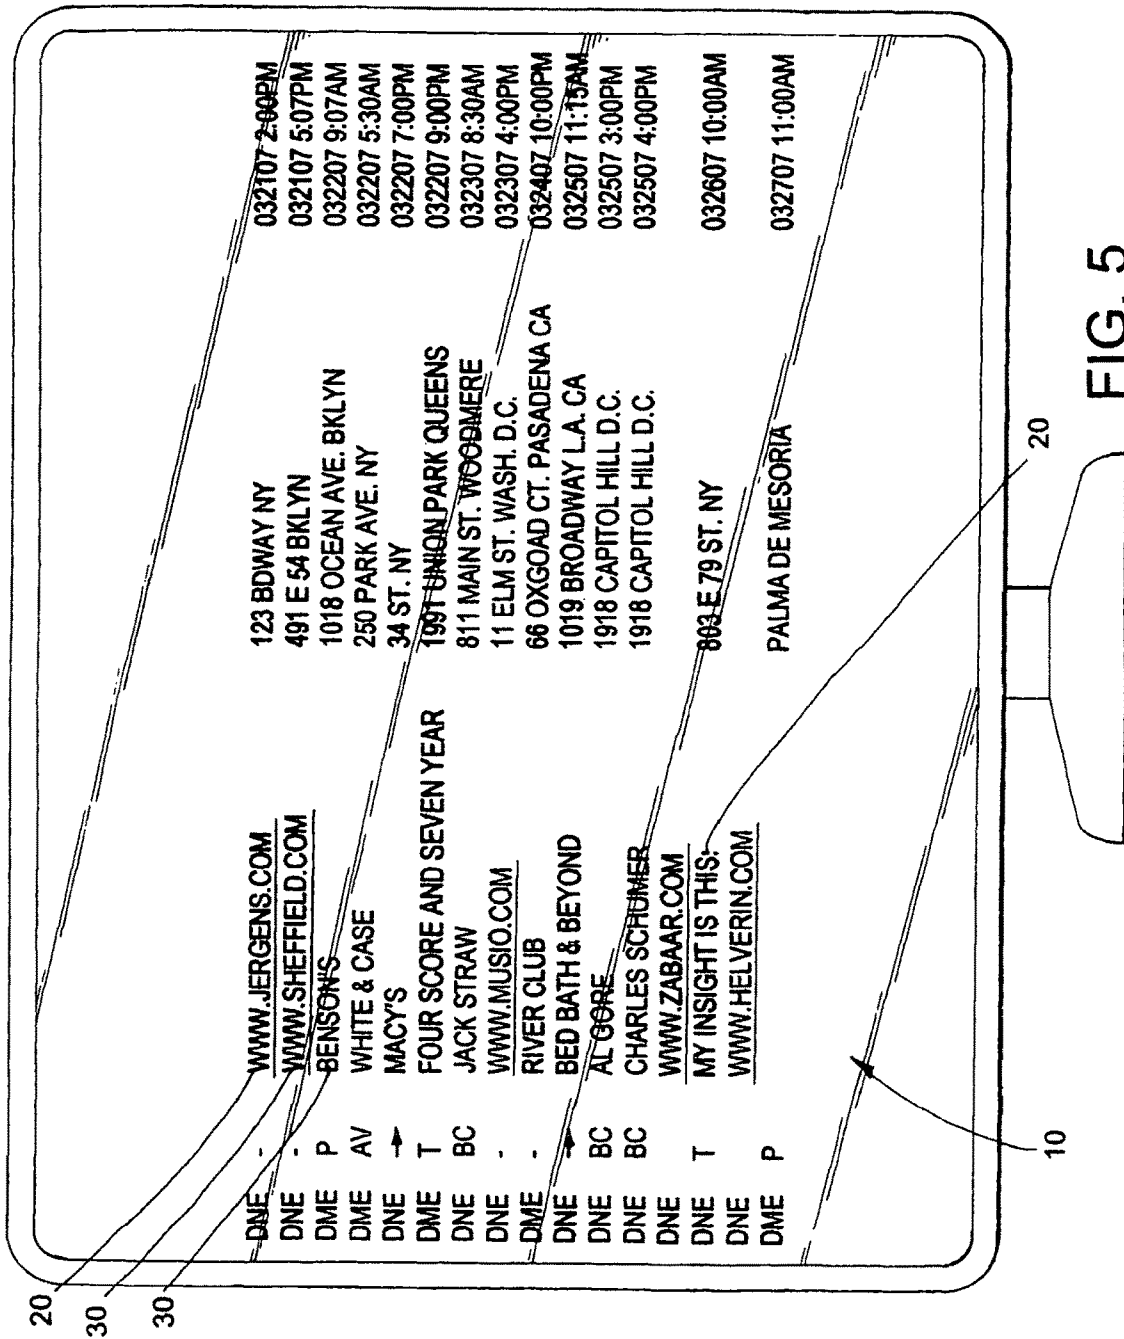 20
30
30
DNE - WWW.JERGENS.COM 123 BDWAY NY 032107 2:00PM
DNE - WWW.SHEFFIELD.COM 491 E 54 BKLYN 032107 5:07PM
DME P BENSON'S 1018 OCEAN AVE. BKLYN 032207 9:07AM
DME AV WHITE & CASE 250 PARK AVE. NY 032207 5:30AM
DNE → MACY'S 34 ST. NY 032207 7:00PM
DME T FOUR SCORE AND SEVEN YEAR 1991 UNION PARK QUEENS 032207 9:00PM
DNE BC JACK STRAW 811 MAIN ST. WOODMERE 032307 8:30AM
DNE - WWW.MUSIO.COM 11 ELM ST. WASH. D.C. 032307 4:00PM
DME - RIVER CLUB 66 OXGOAD CT. PASADENA CA 032407 10:00PM
DNE → BED BATH & BEYOND 1019 BROADWAY L.A. CA 032507 11:15AM
DNE BC AL GORE 1918 CAPITOL HILL D.C. 032507 3:00PM
DNE BC CHARLES SCHUMER 1918 CAPITOL HILL D.C. 032507 4:00PM
DNE WWW.ZABAAR.COM
DNE T MY INSIGHT IS THIS: 803 E 79 ST. NY 032607 10:00AM
DNE WWW.HELVERIN.COM
DME P PALMA DE MESORIA 032707 11:00AM
10
20
FIG. 5